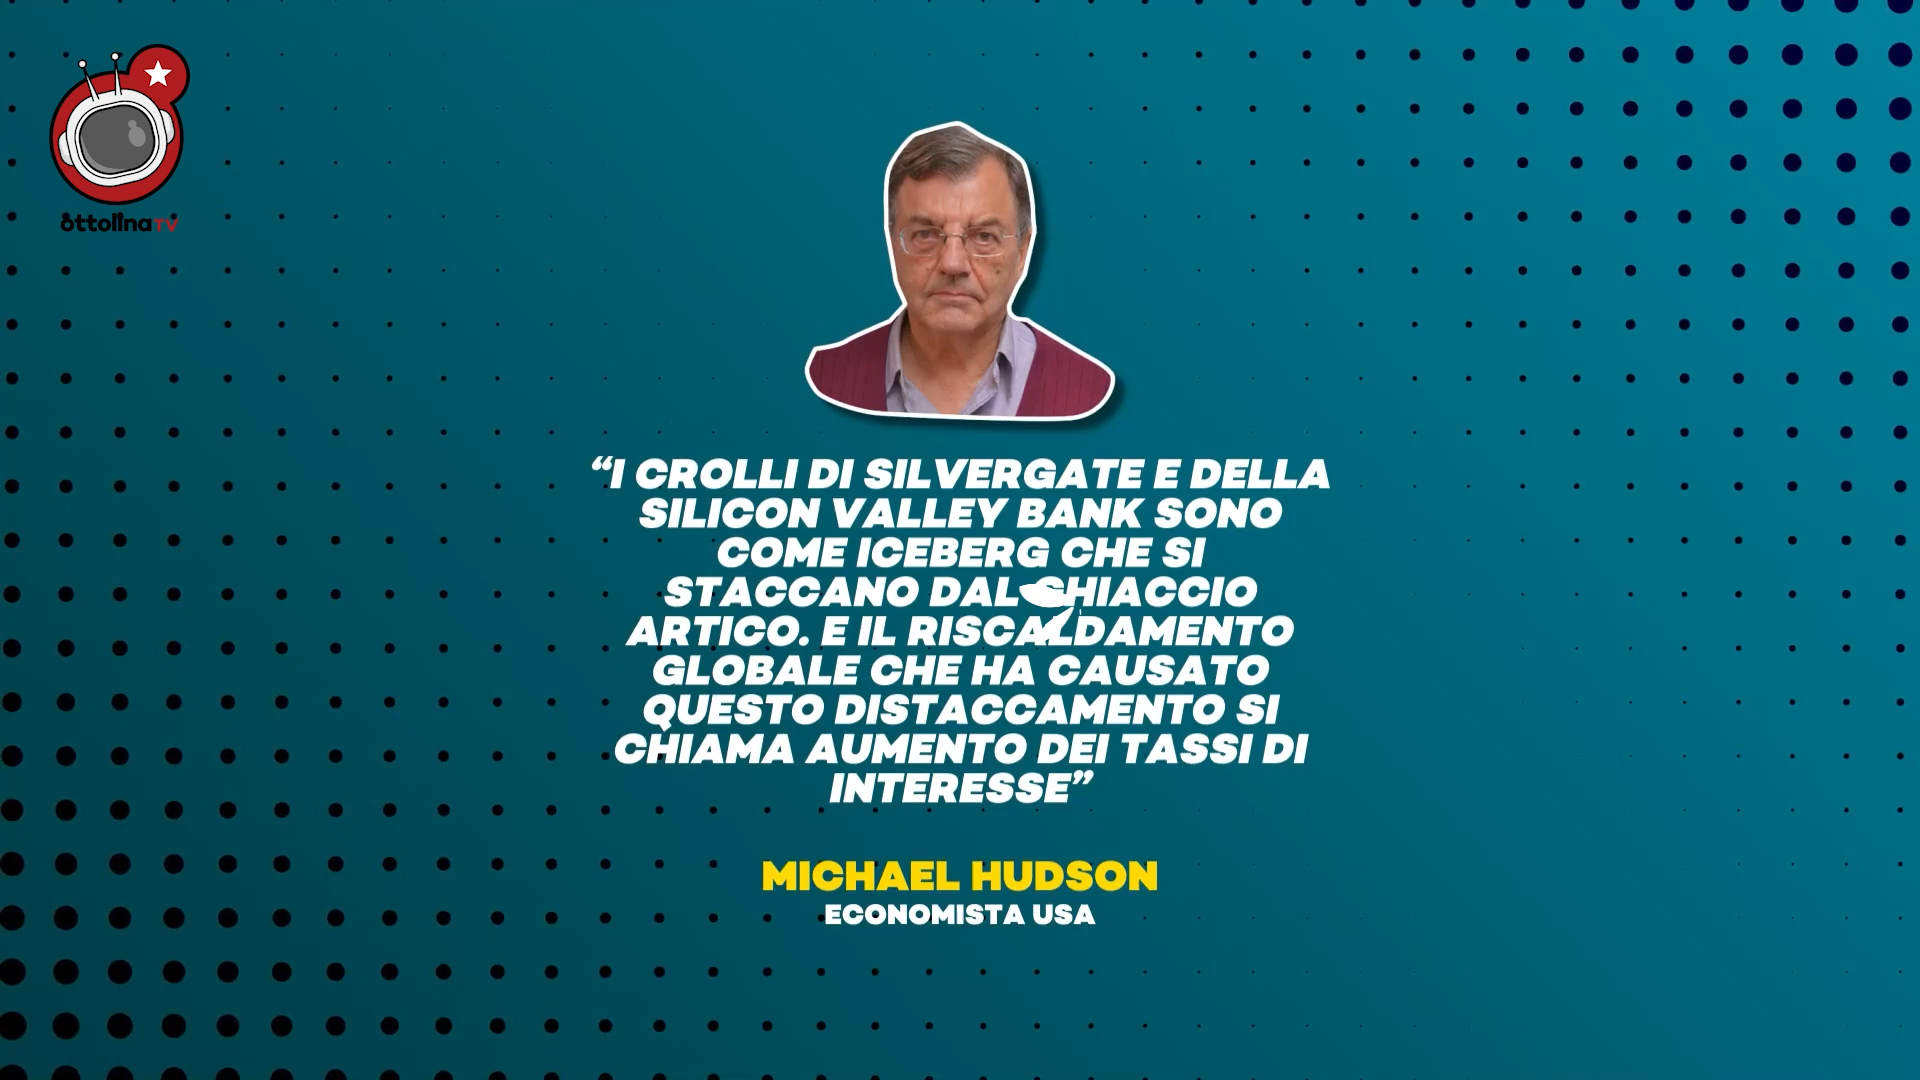 ottolinaTV
“I CROLLI DI SILVERGATE E DELLA
SILICON VALLEY BANK SONO
COME ICEBERG CHE SI
STACCANO DAL GHIACCIO
ARTICO. E IL RISCALDAMENTO
GLOBALE CHE HA CAUSATO
QUESTO DISTACCAMENTO SI
CHIAMA AUMENTO DEI TASSI DI
INTERESSE”
MICHAEL HUDSON
ECONOMISTA USA